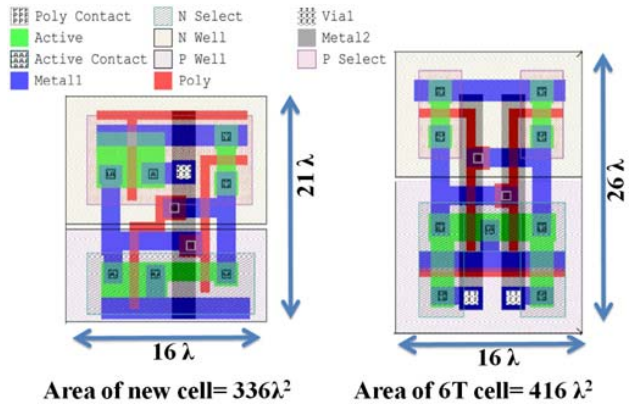 Poly Contact
N Select
Via1
Active
N Well
Metal2
Active Contact
P Well
P Select
Metal1
Poly
21 λ
26 λ
16 λ
16 λ
Area of new cell= 336λ²
Area of 6T cell= 416 λ²